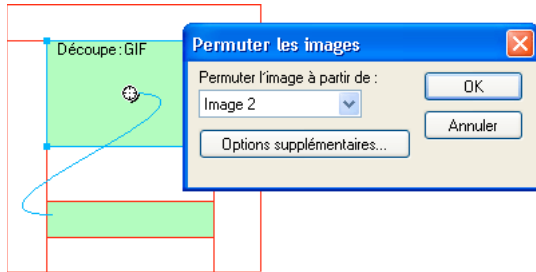 Découpe : GIF
Permuter les images
Permuter l'image à partir de :
Image 2
OK
Annuler
Options supplémentaires...